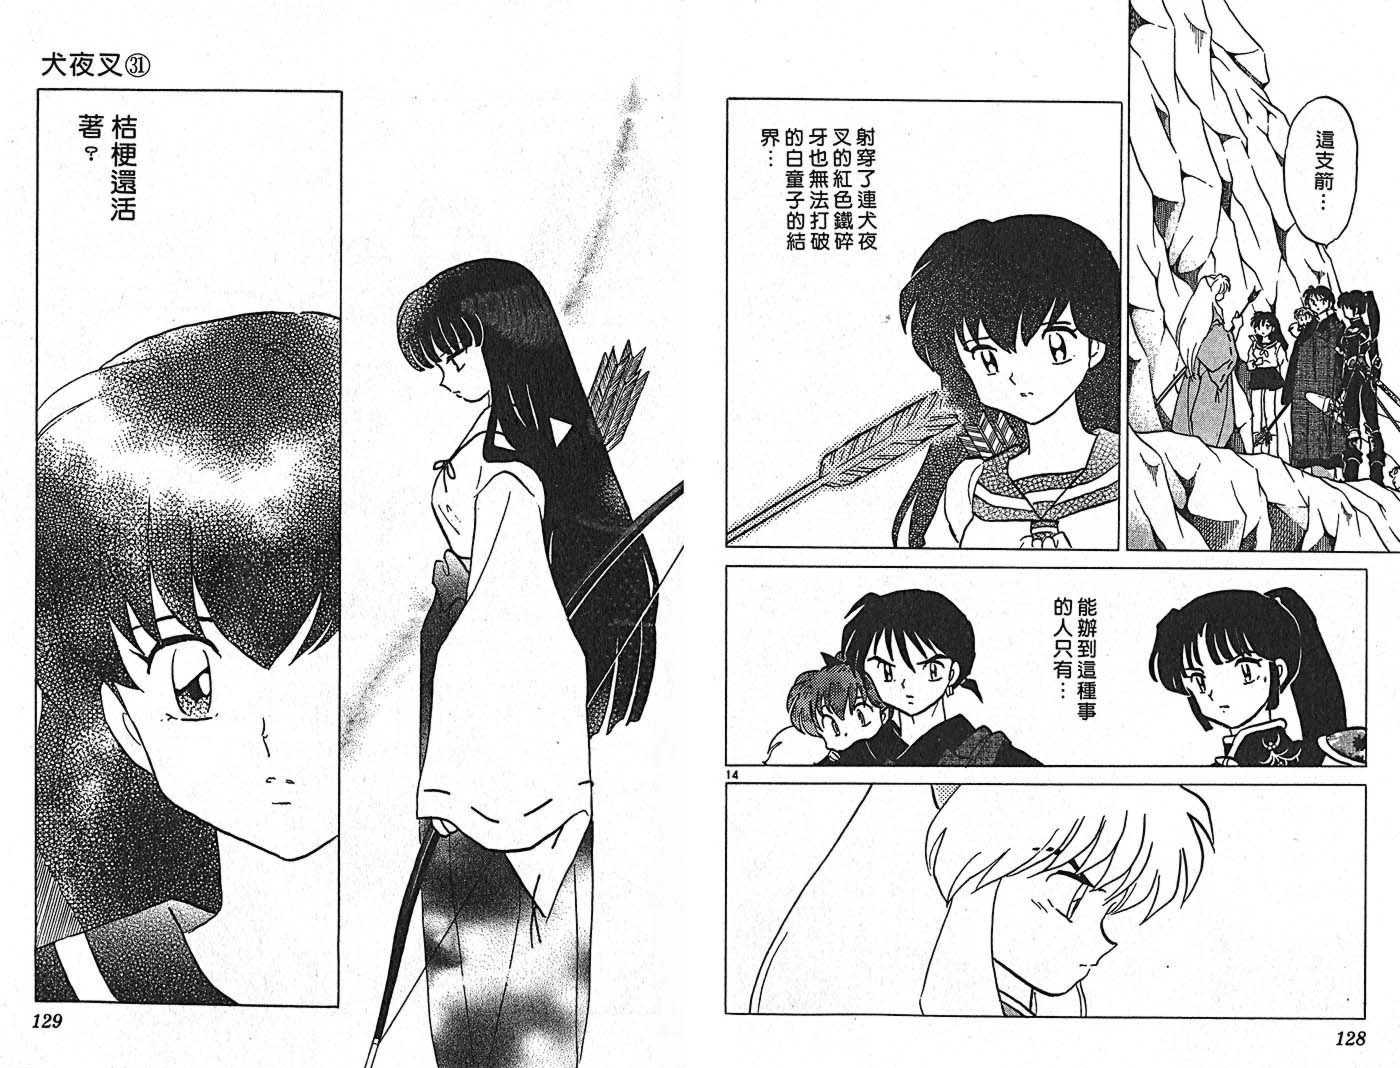 這支箭…
射穿了連犬夜
叉的紅色鐵碎
牙也無法打破
的白童子的結
界…
能辦到這種事
的人只有…
14
128
犬夜叉㉛
桔梗還活
著？
129